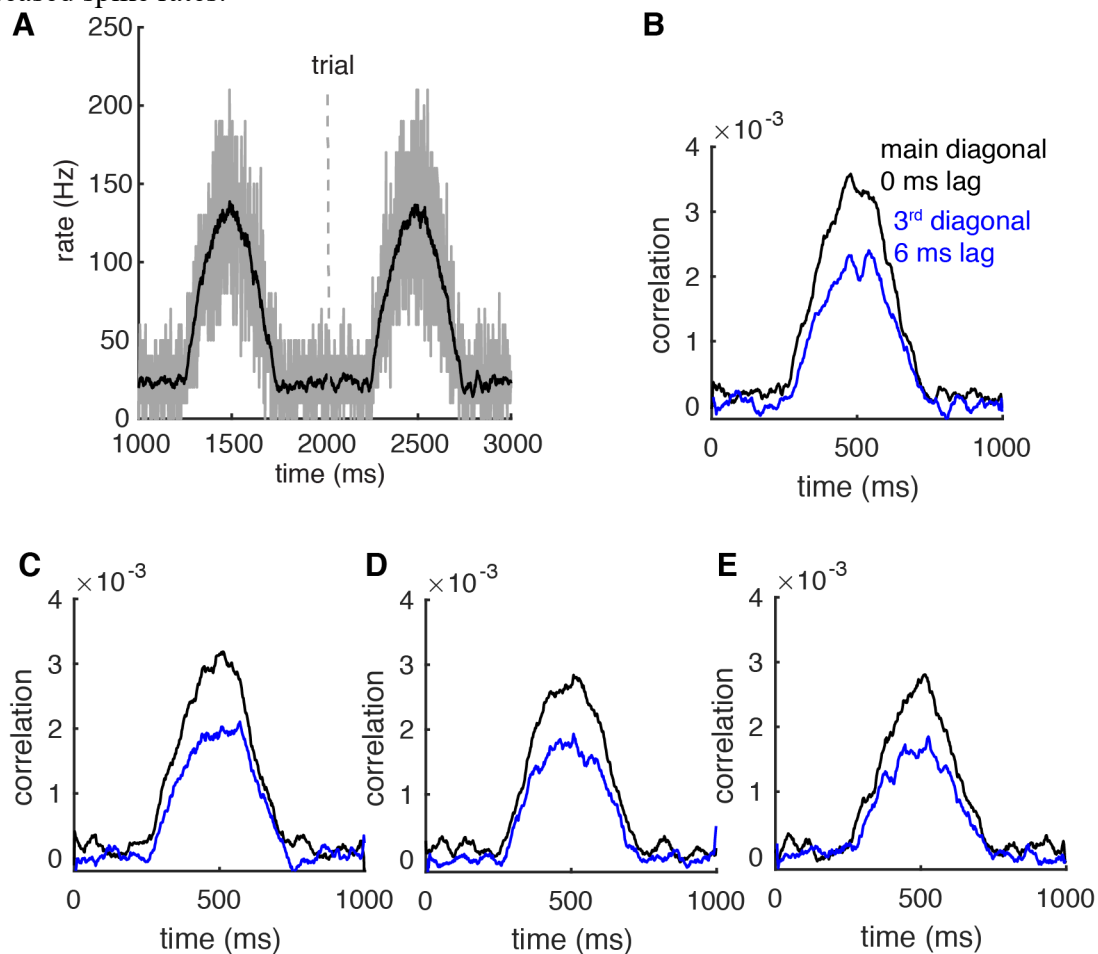 A
250
200
150
100
50
0
rate (Hz)
trial
1000 1500 2000 2500 3000
time (ms)
B
×10-3
4
3
2
1
0
correlation
main diagonal
0 ms lag
3rd diagonal
6 ms lag
0 500 1000
time (ms)
C
×10-3
4
3
2
1
0
correlation
0 500 1000
time (ms)
D
×10-3
4
3
2
1
0
correlation
0 500 1000
time (ms)
E
×10-3
4
3
2
1
0
correlation
0 500 1000
time (ms)